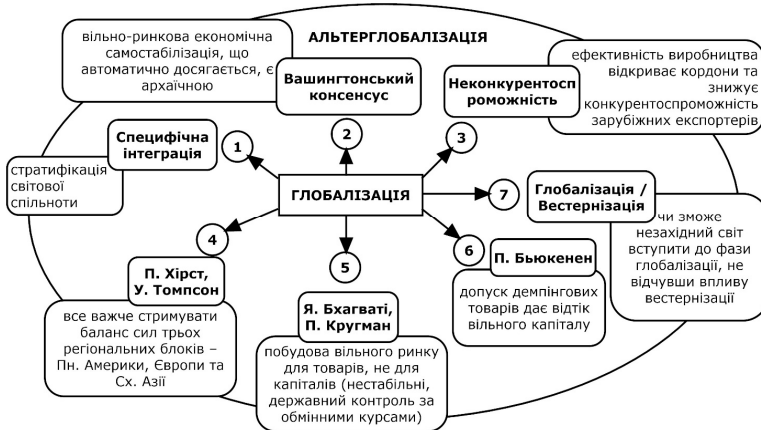 АЛЬТЕРГЛОБАЛІЗАЦІЯ
вільно-ринкова економічна
самостабілізація, що
автоматично досягається, є
архаїчною
Вашингтонський
консенсус
2
ефективність виробництва
відкриває кордони та
знижує
конкурентоспроможність
зарубіжних експортерів
Неконкурентосп
роможність
3
Специфічна
інтеграція
1
стратифікація
світової
спільноти
ГЛОБАЛІЗАЦІЯ
7
Глобалізація /
Вестернізація
чи зможе
незахідний світ
вступити до фази
глобалізації, не
відчувши впливу
вестернізації
4
П. Хірст,
У. Томпсон
все важче стримувати
баланс сил трьох
регіональних блоків –
Пн. Америки, Європи та
Сх. Азії
5
Я. Бхагваті,
П. Кругман
побудова вільного ринку
для товарів, не для
капіталів (нестабільні,
державний контроль за
обмінними курсами)
6
П. Бьюкенен
допуск демпінгових
товарів дає відтік
вільного капіталу